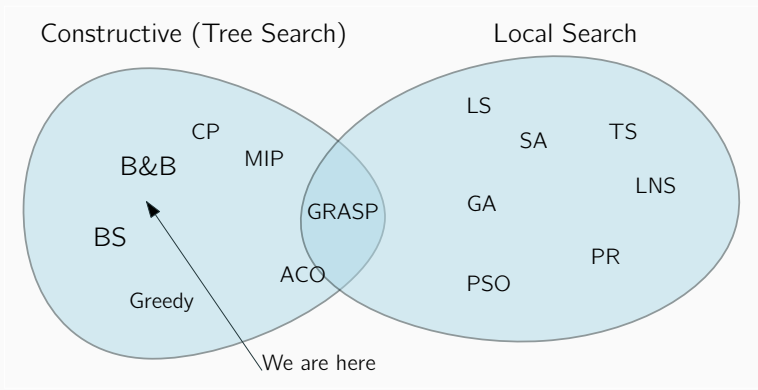 Constructive (Tree Search)
Local Search
CP
B&B
MIP
BS
GRASP
ACO
Greedy
We are here
LS
SA
TS
LNS
GA
PR
PSO